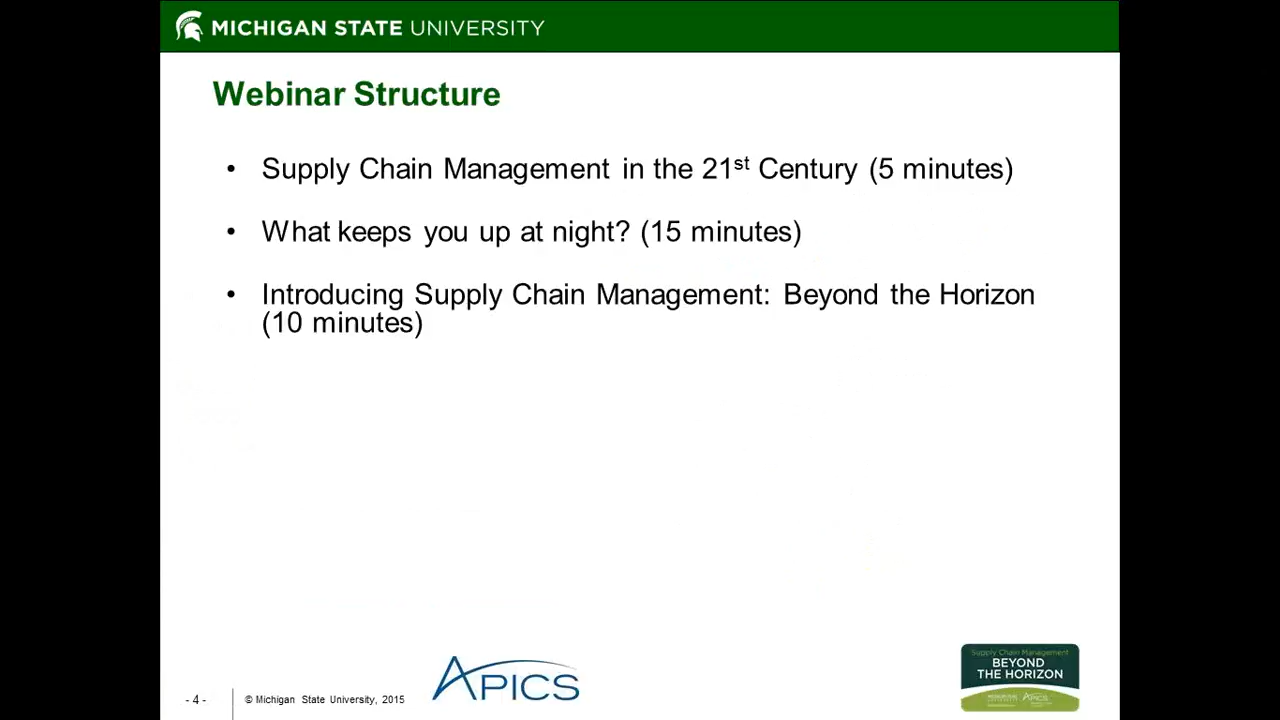 MICHIGAN STATE UNIVERSITY
Webinar Structure
• Supply Chain Management in the 21st Century (5 minutes)
• What keeps you up at night? (15 minutes)
• Introducing Supply Chain Management: Beyond the Horizon
(10 minutes)
- 4 -
© Michigan State University, 2015
APICS
Supply Chain Management
BEYOND
THE HORIZON
APICS